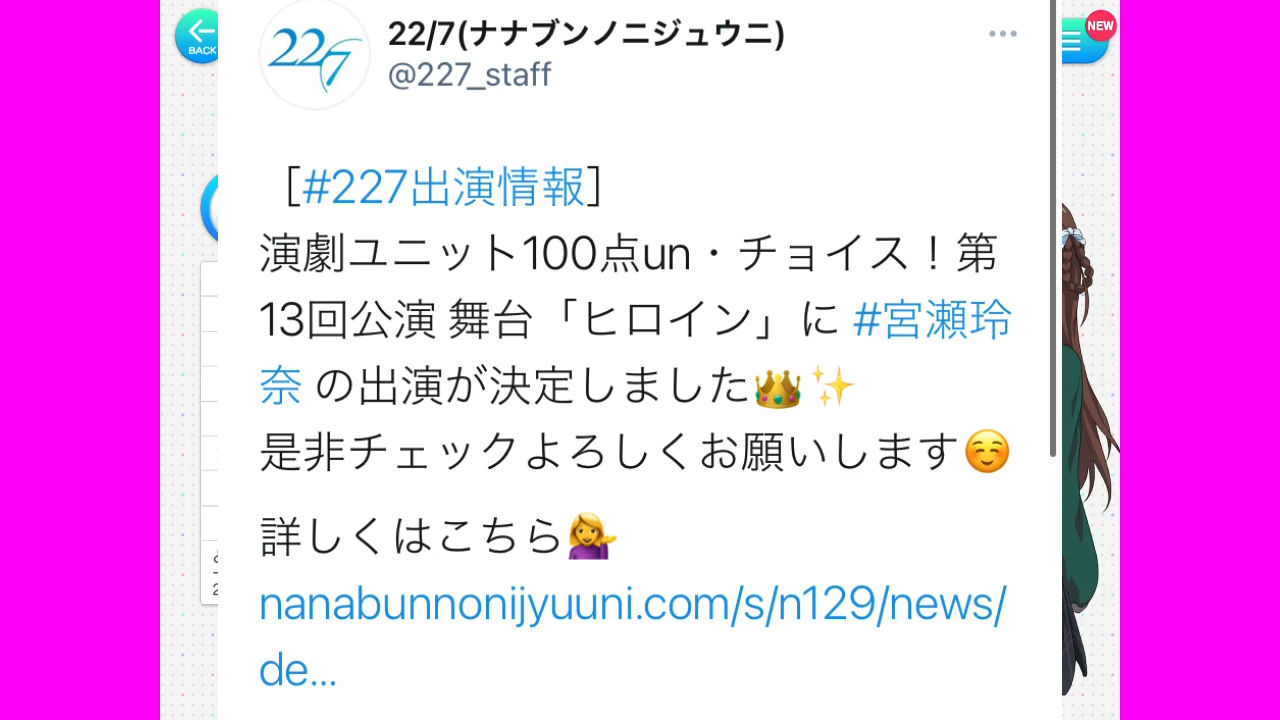 BACK
NEW
22/7
22/7(ナナブンノニジュウニ)
@227_staff
［#227出演情報］
演劇ユニット100点un・チョイス！第
13回公演 舞台「ヒロイン」に #宮瀬玲
奈 の出演が決定しました👑✨
是非チェックよろしくお願いします☺️
詳しくはこちら💁‍♀️
nanabunnonijyuuni.com/s/n129/news/
de...